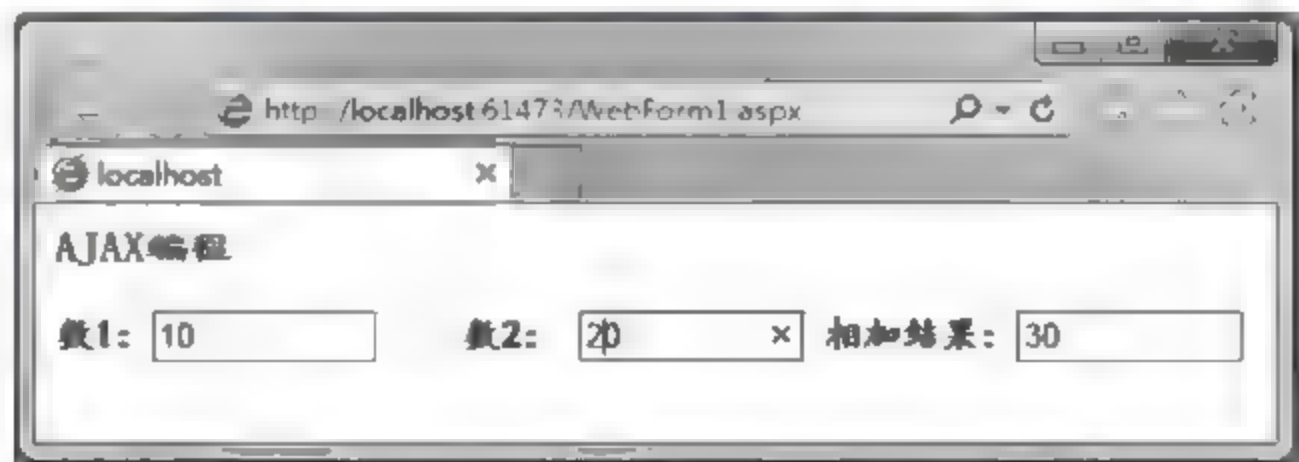 http://localhost:61473/WebForm1.aspx
localhost
AJAX编程
数1: 10 数2: 20 相加结果: 30